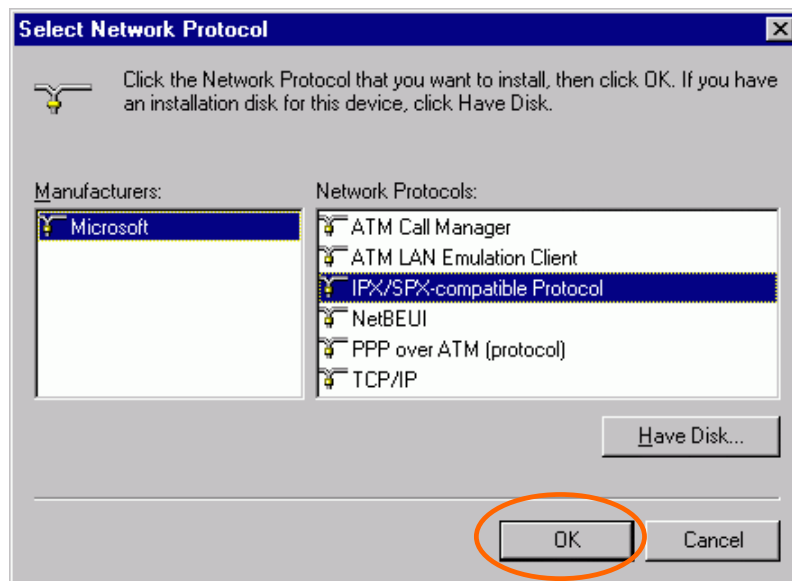 Select Network Protocol
Click the Network Protocol that you want to install, then click OK. If you have
an installation disk for this device, click Have Disk.
Manufacturers:
Microsoft
Network Protocols:
ATM Call Manager
ATM LAN Emulation Client
IPX/SPX-compatible Protocol
NetBEUI
PPP over ATM (protocol)
TCP/IP
Have Disk...
OK
Cancel